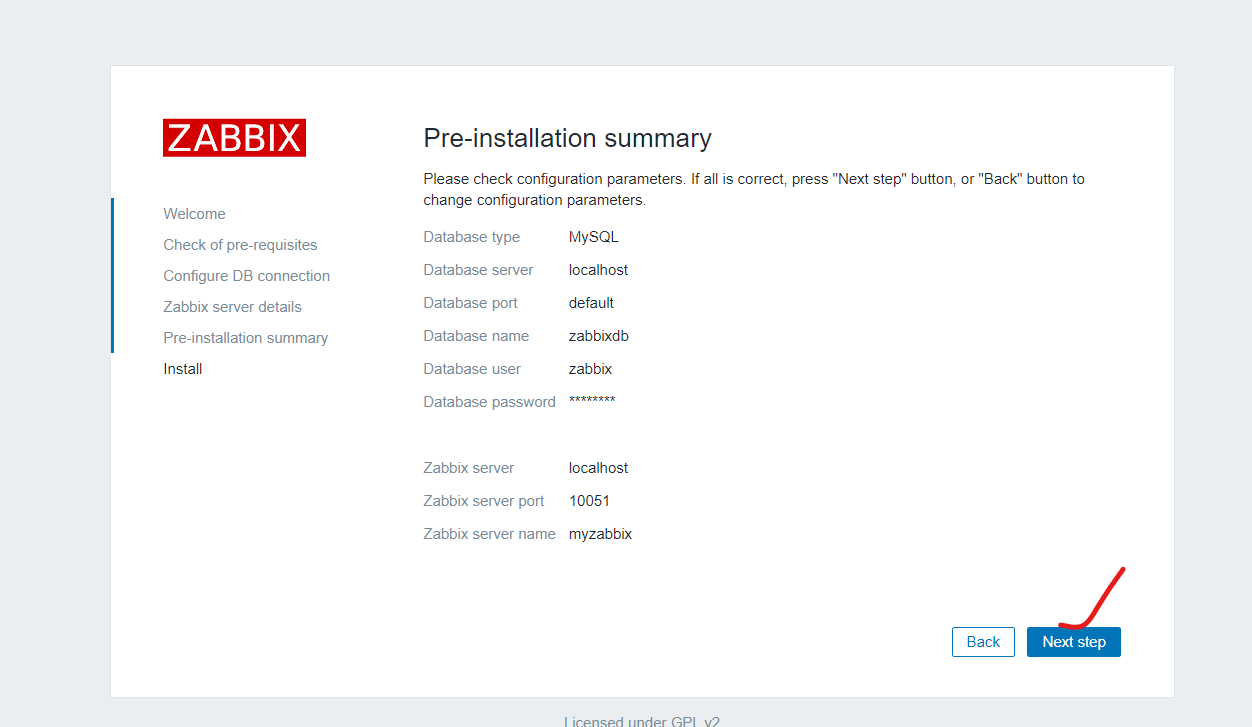 ZABBIX
Welcome
Check of pre-requisites
Configure DB connection
Zabbix server details
Pre-installation summary
Install
Pre-installation summary
Please check configuration parameters. If all is correct, press "Next step" button, or "Back" button to
change configuration parameters.
Database type MySQL
Database server localhost
Database port default
Database name zabbixdb
Database user zabbix
Database password ********
Zabbix server localhost
Zabbix server port 10051
Zabbix server name myzabbix
Back Next step
Licensed under GPL v2